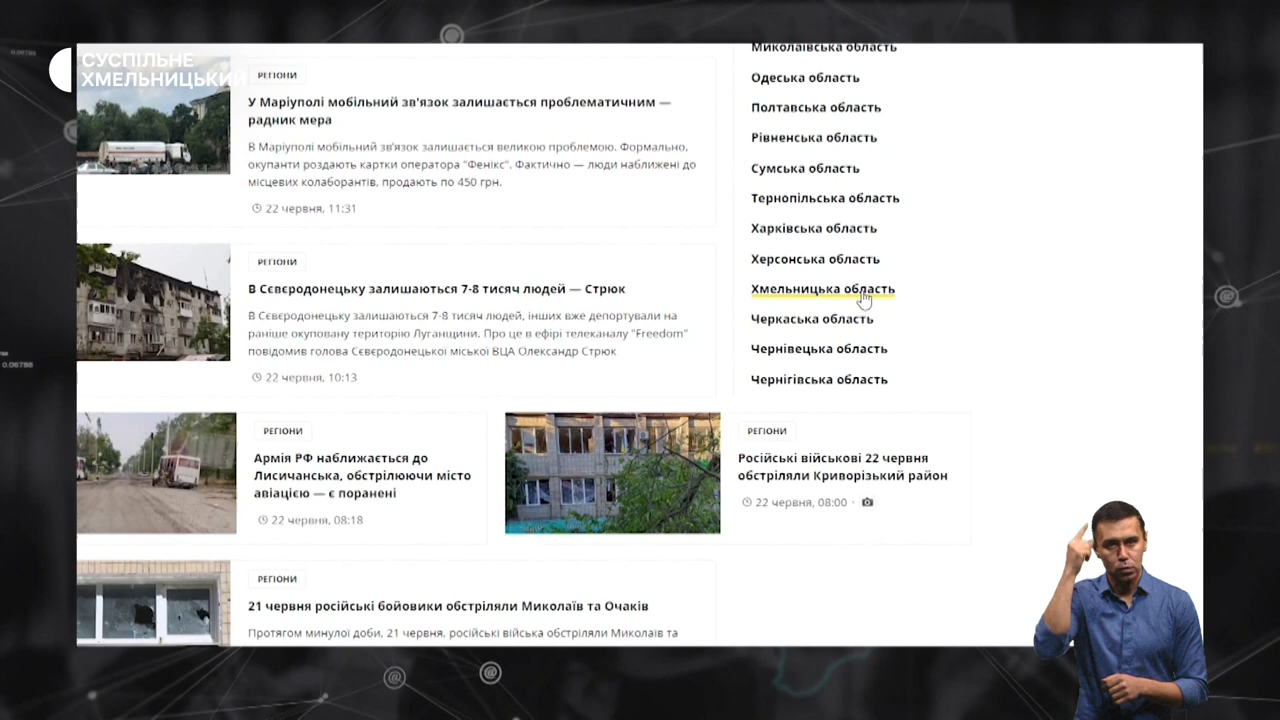 СУСПІЛЬНЕ
ХМЕЛЬНИЦЬКИЙ
РЕГІОНИ
У Маріуполі мобільний зв'язок залишається проблематичним —
радник мера
В Маріуполі мобільний зв'язок залишається великою проблемою. Формально,
окупанти роздають картки оператора "Фенікс". Фактично — люди наближені до
місцевих колаборантів, продають по 450 грн.
22 червня, 11:31
РЕГІОНИ
В Сєвєродонецьку залишаються 7-8 тисяч людей — Стрюк
В Сєвєродонецьку залишаються 7-8 тисяч людей, інших вже депортували на
раніше окуповану територію Луганщини. Про це в ефірі телеканалу "Freedom"
повідомив голова Сєвєродонецької міської ВЦА Олександр Стрюк
22 червня, 10:13
Миколаївська область
Одеська область
Полтавська область
Рівненська область
Сумська область
Тернопільська область
Харківська область
Херсонська область
Хмельницька область
Черкаська область
Чернівецька область
Чернігівська область
РЕГІОНИ
Армія РФ наближається до
Лисичанська, обстрілюючи місто
авіацією — є поранені
22 червня, 08:18
РЕГІОНИ
Російські військові 22 червня
обстріляли Криворізький район
22 червня, 08:00 ·
РЕГІОНИ
21 червня російські бойовики обстріляли Миколаїв та Очаків
Протягом минулої доби, 21 червня, російські війська обстріляли Миколаїв та
0.06788